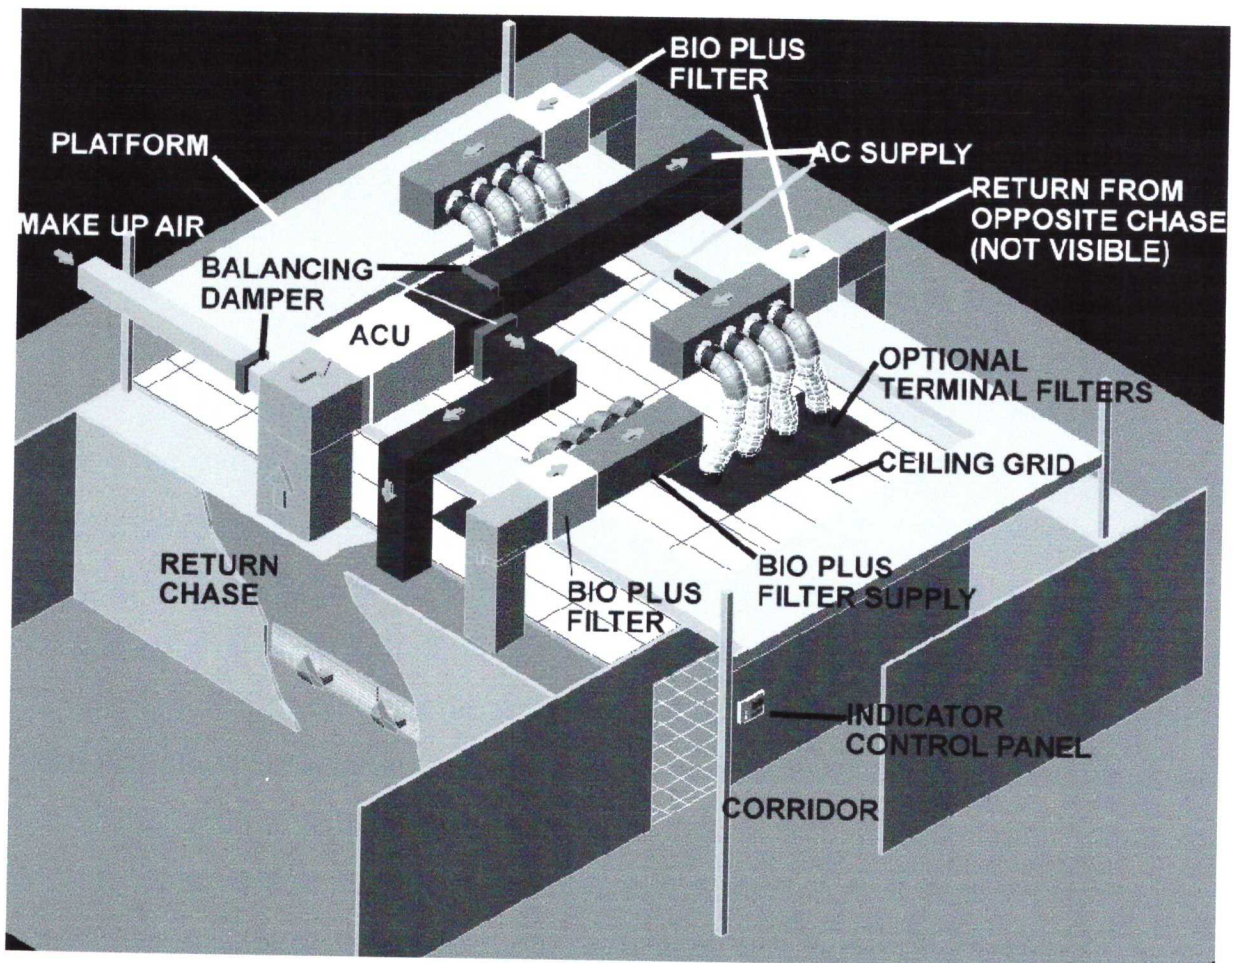 BIO PLUS
FILTER
PLATFORM
AC SUPPLY
RETURN FROM
OPPOSITE CHASE
(NOT VISIBLE)
MAKE UP AIR
BALANCING
DAMPER
ACU
OPTIONAL
TERMINAL FILTERS
CEILING GRID
RETURN
CHASE
BIO PLUS
FILTER
BIO PLUS
FILTER SUPPLY
INDICATOR
CONTROL PANEL
CORRIDOR